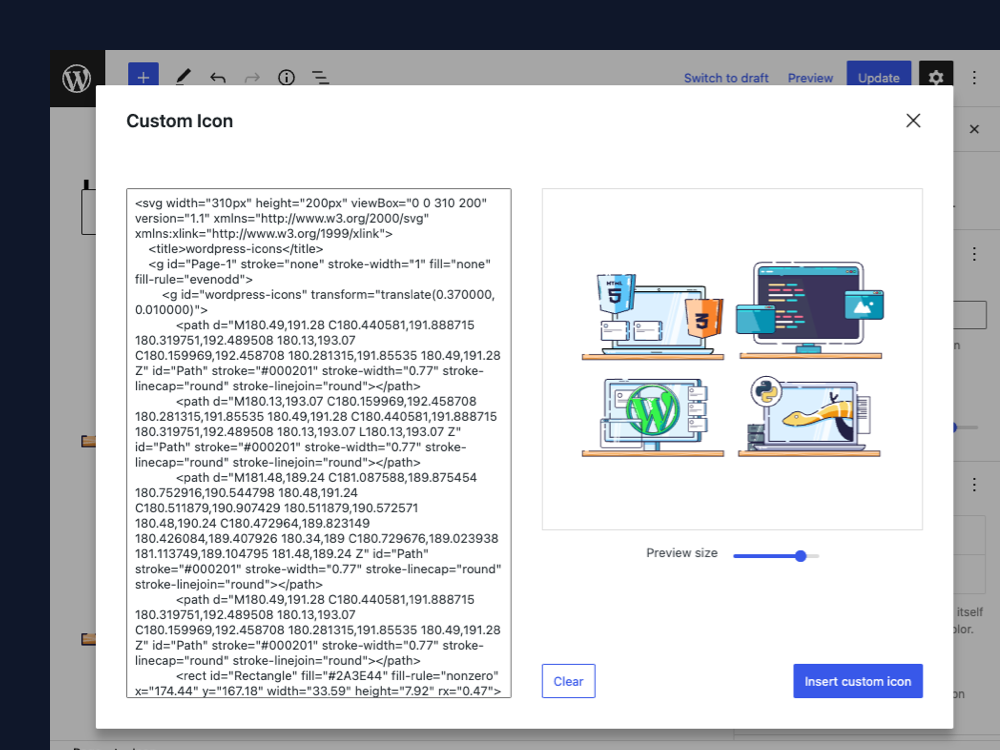 Switch to draft Preview Update
Custom Icon
<svg width="310px" height="200px" viewBox="0 0 310 200"
version="1.1" xmlns="http://www.w3.org/2000/svg"
xmlns:xlink="http://www.w3.org/1999/xlink">
<title>wordpress-icons</title>
<g id="Page-1" stroke="none" stroke-width="1" fill="none"
fill-rule="evenodd">
<g id="wordpress-icons" transform="translate(0.370000,
0.010000)">
<path d="M180.49,191.28 C180.440581,191.888715
180.319751,192.489508 180.13,193.07
C180.159969,192.458708 180.281315,191.85535 180.49,191.28
Z" id="Path" stroke="#000201" stroke-width="0.77" stroke-
linecap="round" stroke-linejoin="round"></path>
<path d="M180.13,193.07 C180.159969,192.458708
180.281315,191.85535 180.49,191.28 C180.440581,191.888715
180.319751,192.489508 180.13,193.07 L180.13,193.07 Z"
id="Path" stroke="#000201" stroke-width="0.77" stroke-
linecap="round" stroke-linejoin="round"></path>
<path d="M181.48,189.24 C181.087588,189.875454
180.752916,190.544798 180.48,191.24
C180.511879,190.907429 180.511879,190.572571
180.48,190.24 C180.472964,189.823149
180.426084,189.407926 180.34,189 C180.729676,189.023938
181.113749,189.104795 181.48,189.24 Z" id="Path"
stroke="#000201" stroke-width="0.77" stroke-linecap="round"
stroke-linejoin="round"></path>
<path d="M180.49,191.28 C180.440581,191.888715
180.319751,192.489508 180.13,193.07
C180.159969,192.458708 180.281315,191.85535 180.49,191.28
Z" id="Path" stroke="#000201" stroke-width="0.77" stroke-
linecap="round" stroke-linejoin="round"></path>
<rect id="Rectangle" fill="#2A3E44" fill-rule="nonzero"
x="174.44" y="167.18" width="33.59" height="7.92" rx="0.47">
HTML
5
3
Preview size
itself
Clear
Insert custom icon